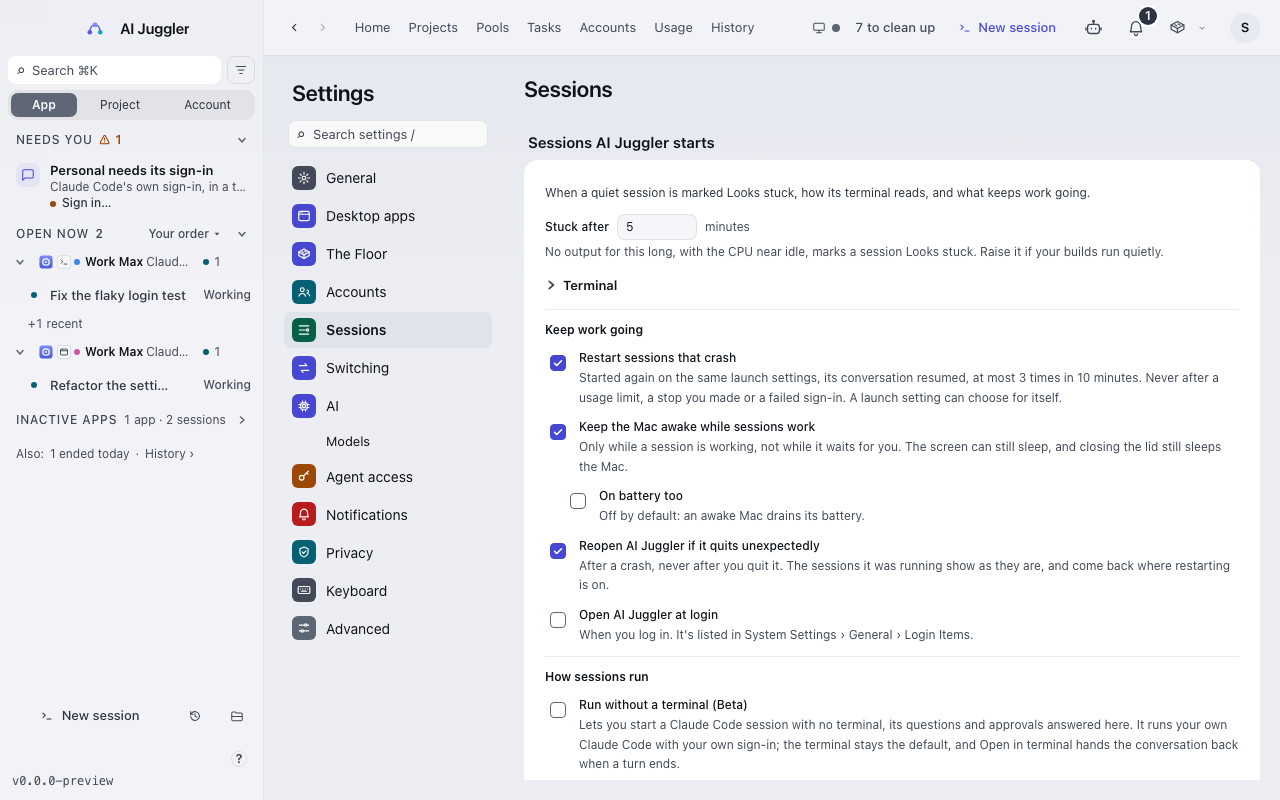 AI Juggler
Search ⌘K
App
Project
Account
NEEDS YOU 1
Personal needs its sign-in
Claude Code's own sign-in, in a t...
Sign in...
OPEN NOW 2
Your order
Work Max Claud... 1
Fix the flaky login test Working
+1 recent
Work Max Claud... 1
Refactor the setti... Working
INACTIVE APPS 1 app · 2 sessions
Also: 1 ended today · History ›
New session
?
v0.0.0-preview
Home
Projects
Pools
Tasks
Accounts
Usage
History
7 to clean up
New session
1
S
Settings
Search settings /
General
Desktop apps
The Floor
Accounts
Sessions
Switching
AI
Models
Agent access
Notifications
Privacy
Keyboard
Advanced
Sessions
Sessions AI Juggler starts
When a quiet session is marked Looks stuck, how its terminal reads, and what keeps work going.
Stuck after 5 minutes
No output for this long, with the CPU near idle, marks a session Looks stuck. Raise it if your builds run quietly.
Terminal
Keep work going
Restart sessions that crash
Started again on the same launch settings, its conversation resumed, at most 3 times in 10 minutes. Never after a
usage limit, a stop you made or a failed sign-in. A launch setting can choose for itself.
Keep the Mac awake while sessions work
Only while a session is working, not while it waits for you. The screen can still sleep, and closing the lid still sleeps
the Mac.
On battery too
Off by default: an awake Mac drains its battery.
Reopen AI Juggler if it quits unexpectedly
After a crash, never after you quit it. The sessions it was running show as they are, and come back where restarting
is on.
Open AI Juggler at login
When you log in. It's listed in System Settings › General › Login Items.
How sessions run
Run without a terminal (Beta)
Lets you start a Claude Code session with no terminal, its questions and approvals answered here. It runs your own
Claude Code with your own sign-in; the terminal stays the default, and Open in terminal hands the conversation back
when a turn ends.